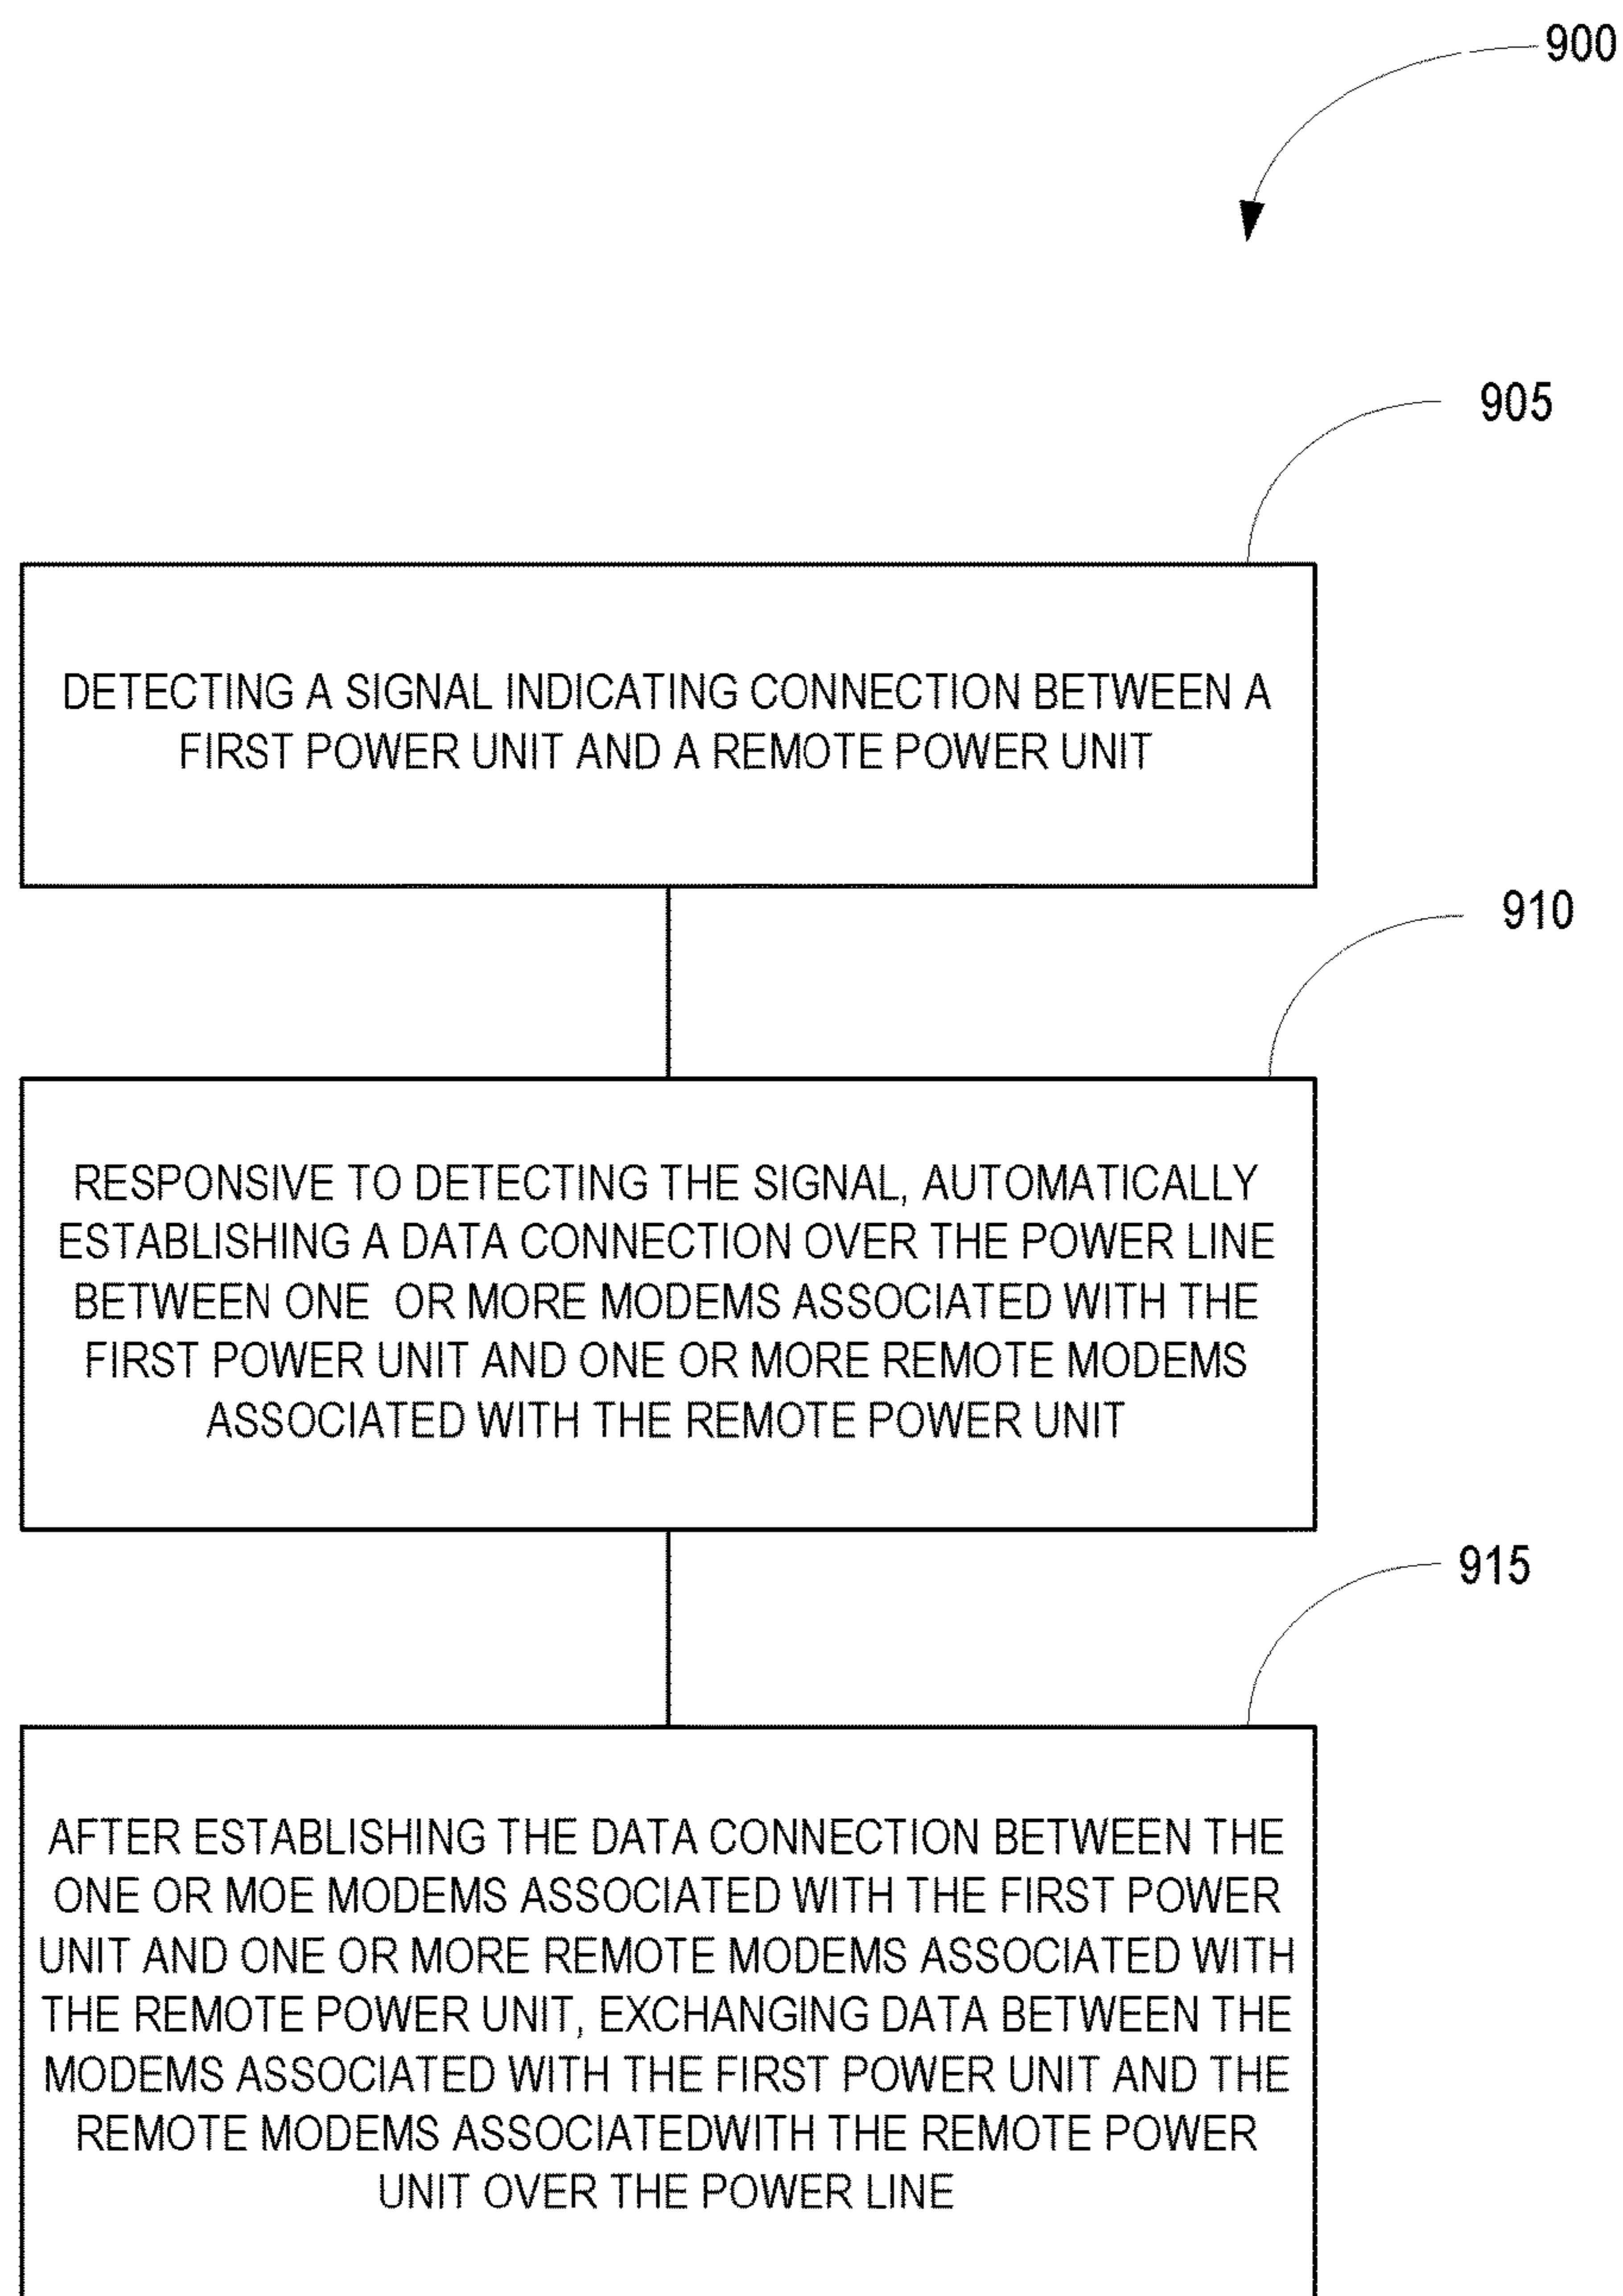 900
905
DETECTING A SIGNAL INDICATING CONNECTION BETWEEN A
FIRST POWER UNIT AND A REMOTE POWER UNIT
910
RESPONSIVE TO DETECTING THE SIGNAL, AUTOMATICALLY
ESTABLISHING A DATA CONNECTION OVER THE POWER LINE
BETWEEN ONE OR MORE MODEMS ASSOCIATED WITH THE
FIRST POWER UNIT AND ONE OR MORE REMOTE MODEMS
ASSOCIATED WITH THE REMOTE POWER UNIT
915
AFTER ESTABLISHING THE DATA CONNECTION BETWEEN THE
ONE OR MOE MODEMS ASSOCIATED WITH THE FIRST POWER
UNIT AND ONE OR MORE REMOTE MODEMS ASSOCIATED WITH
THE REMOTE POWER UNIT, EXCHANGING DATA BETWEEN THE
MODEMS ASSOCIATED WITH THE FIRST POWER UNIT AND THE
REMOTE MODEMS ASSOCIATEDWITH THE REMOTE POWER
UNIT OVER THE POWER LINE